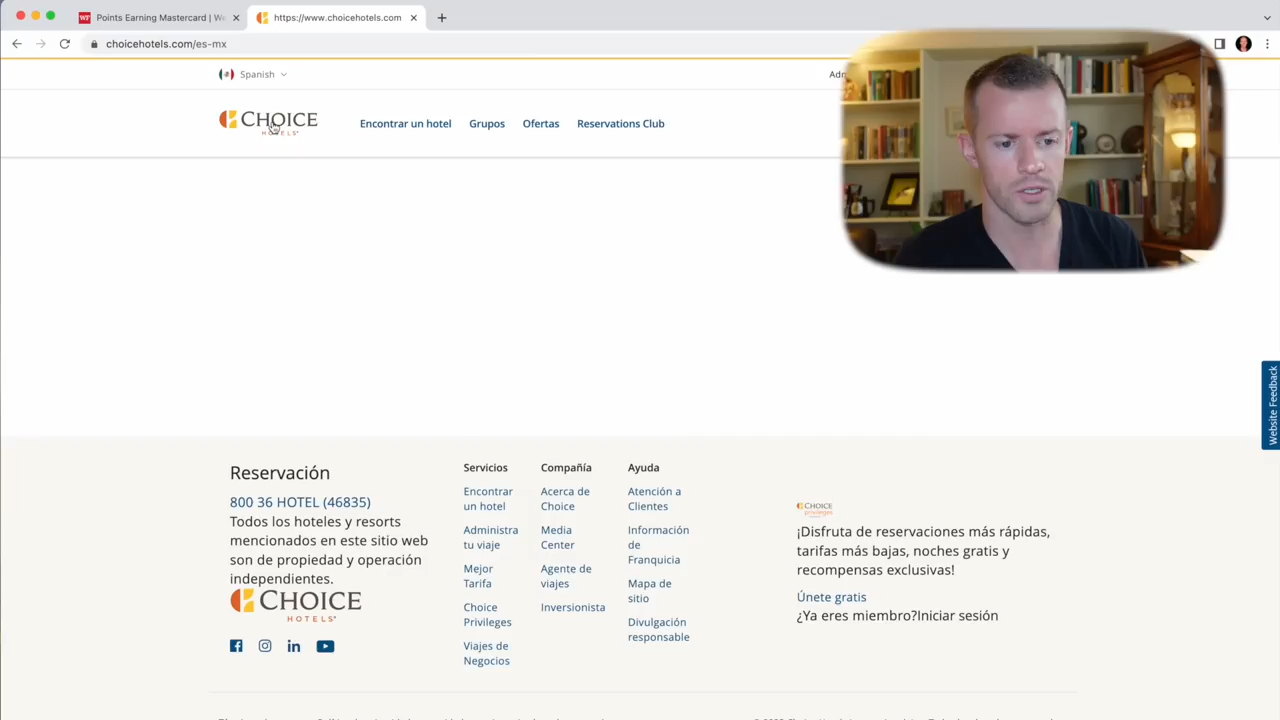 Points Earning Mastercard | We
https://www.choicehotels.com
choicehotels.com/es-mx
Spanish
CHOICE
HOTELS
Encontrar un hotel
Grupos
Ofertas
Reservations Club
Website Feedback
Reservación
800 36 HOTEL (46835)
Todos los hoteles y resorts
mencionados en este sitio web
son de propiedad y operación
independientes.
CHOICE
HOTELS
Servicios
Encontrar
un hotel
Administra
tu viaje
Mejor
Tarifa
Choice
Privileges
Viajes de
Negocios
Compañía
Acerca de
Choice
Media
Center
Agente de
viajes
Inversionista
Ayuda
Atención a
Clientes
Información
de
Franquicia
Mapa de
sitio
Divulgación
responsable
CHOICE
privileges
¡Disfruta de reservaciones más rápidas,
tarifas más bajas, noches gratis y
recompensas exclusivas!
Únete gratis
¿Ya eres miembro?Iniciar sesión